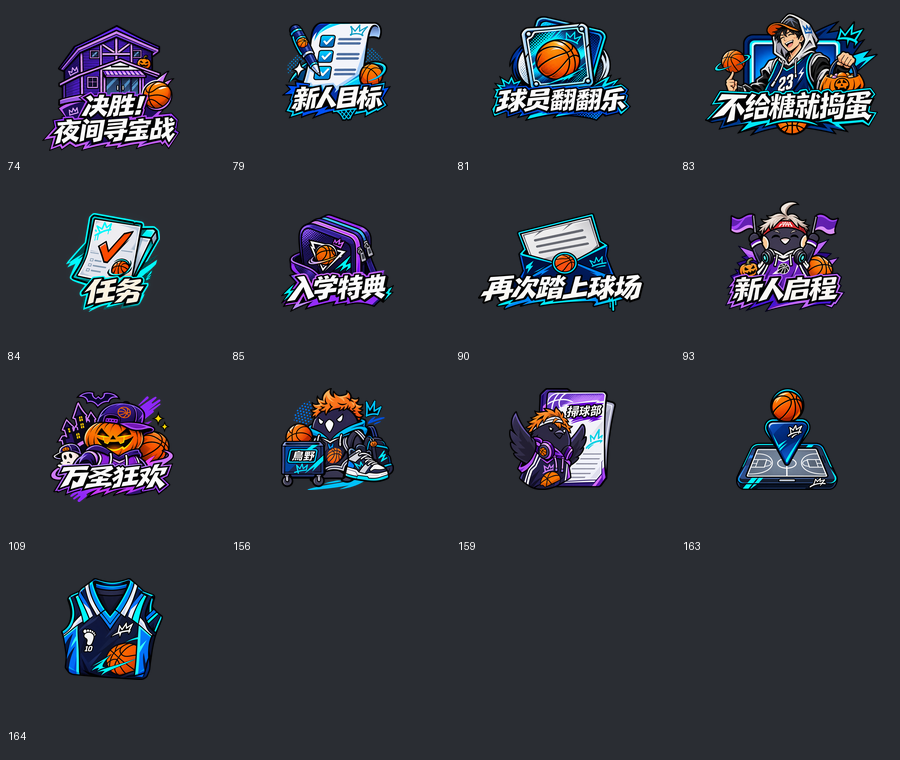 决胜!
夜间寻宝战
74
新人目标
79
球员翻翻乐
81
23
不给糖就捣蛋
83
任务
84
入学特典
85
再次踏上球场
90
新人启程
93
万圣狂欢
109
烏野
156
掃球部
159
163
10
164